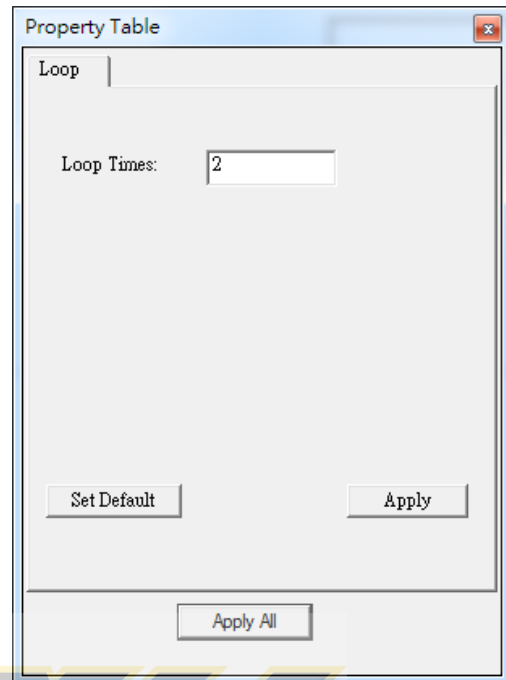 Property Table
Loop
Loop Times: 2
Set Default Apply
Apply All